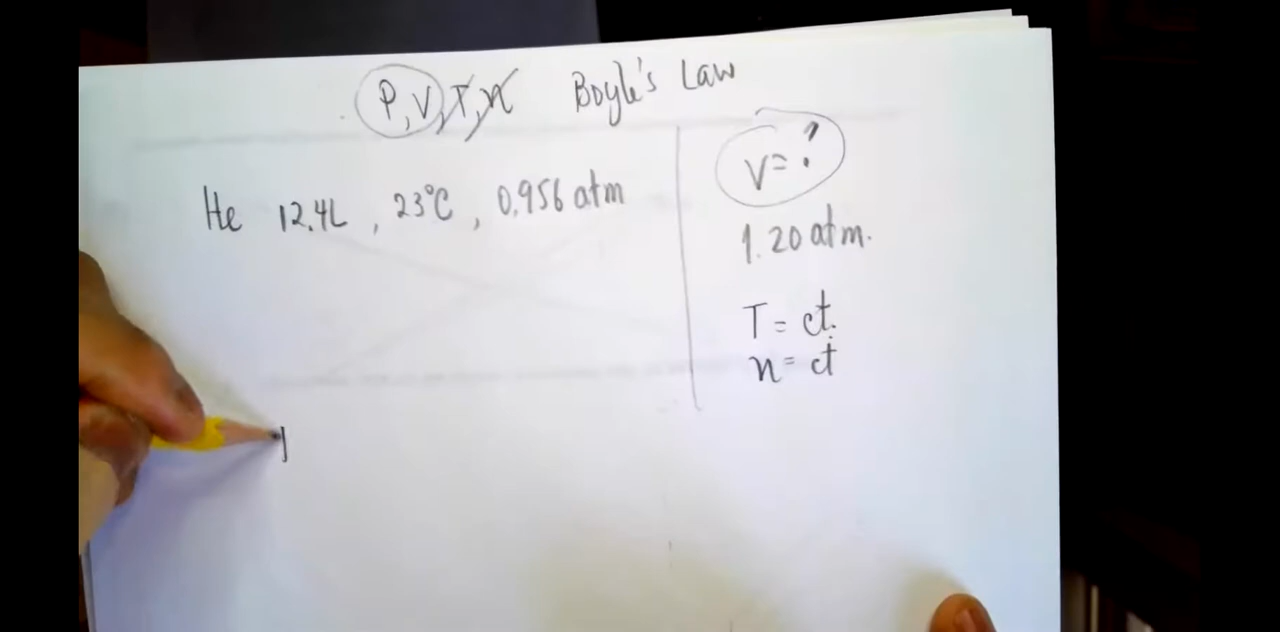 P, V, T, n Boyle's Law
He 12.4L , 23°C , 0.956 atm
V = ?
1.20 atm.
T = ct.
n = ct